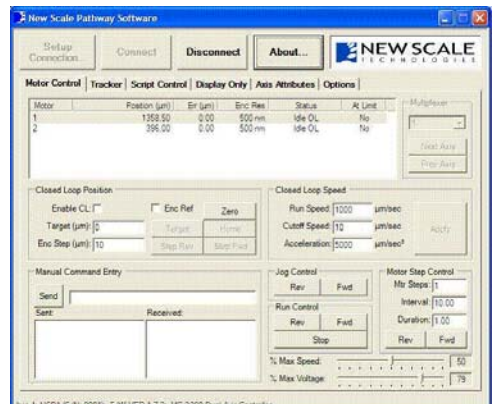 New Scale Pathway Software
Setup Connection... Connect Disconnect About... NEW SCALE
TECHNOLOGIES
Motor Control Tracker Script Control Display Only Axis Attributes Options
Motor Position (µm) Err (µm) Enc Res Status At Limit
1 1358.50 0.00 500 nm Idle OL No
2 396.00 0.00 500 nm Idle OL No
Multiplexer
1
Next Axis
Prev Axis
Closed Loop Position
Enable CL: Enc Ref Zero
Target (µm): 0 Target Home
Enc Step (µm): 10 Step Rev Step Fwd
Closed Loop Speed
Run Speed: 1000 µm/sec
Cutoff Speed: 10 µm/sec
Acceleration: 5000 µm/sec²
Apply
Manual Command Entry
Send
Sent: Received:
Jog Control
Rev Fwd
Run Control
Rev Fwd
Stop
Motor Step Control
Mtr Steps: 1
Interval: 10.00
Duration: 1.00
Rev Fwd
% Max Speed: 50
% Max Voltage: 79